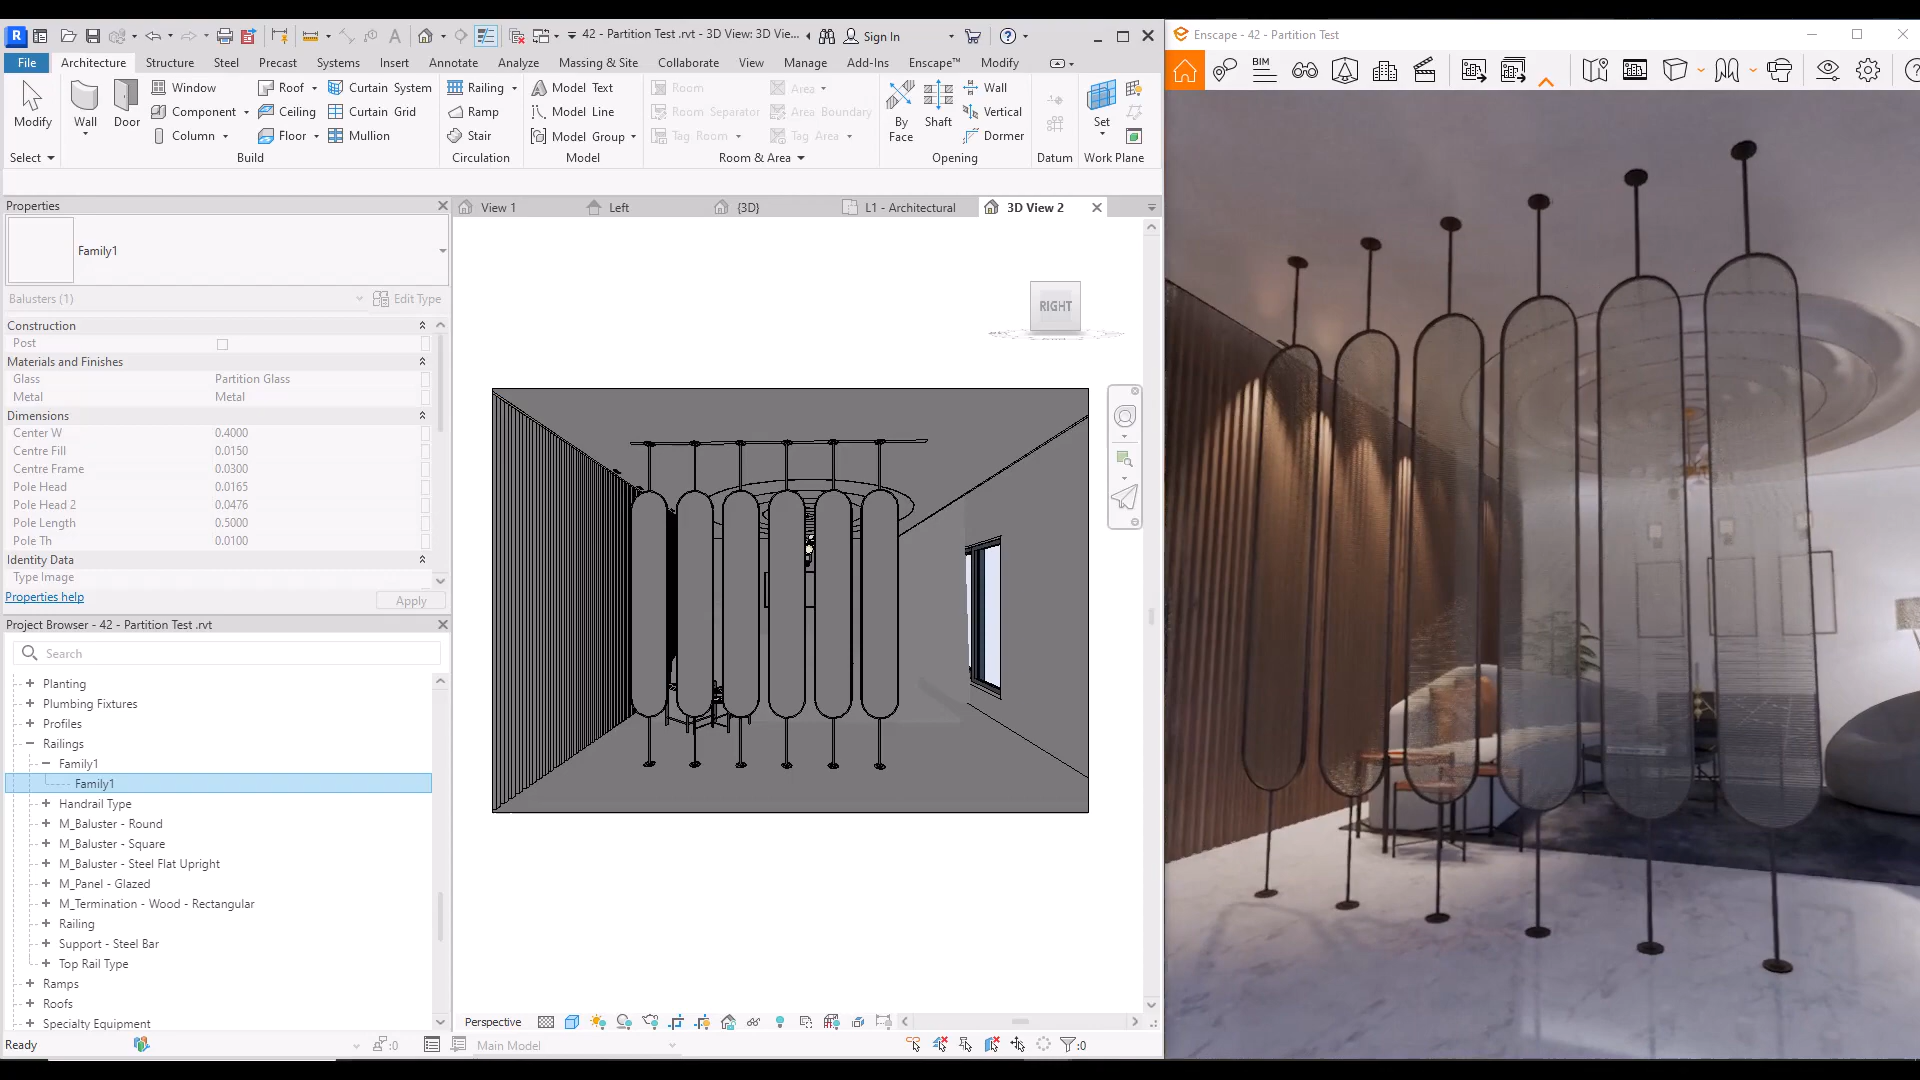 42 - Partition Test .rvt - 3D View: 3D Vie...
Sign In
File Architecture Structure Steel Precast Systems Insert Annotate Analyze Massing & Site Collaborate View Manage Add-Ins Enscape™ Modify
Modify
Select
Wall
Door
Window
Component
Column
Roof
Ceiling
Floor
Curtain System
Curtain Grid
Mullion
Build
Railing
Ramp
Stair
Circulation
Model Text
Model Line
Model Group
Model
Room
Room Separator
Tag Room
Area
Area Boundary
Tag Area
Room & Area
By Face
Shaft
Wall
Vertical
Dormer
Opening
Datum
Set
Work Plane
Properties
Family1
Balusters (1)
Edit Type
Construction
Post
Materials and Finishes
Glass Partition Glass
Metal Metal
Dimensions
Center W 0.4000
Centre Fill 0.0150
Centre Frame 0.0300
Pole Head 0.0165
Pole Head 2 0.0476
Pole Length 0.5000
Pole Th 0.0100
Identity Data
Type Image
Properties help
Apply
Project Browser - 42 - Partition Test .rvt
Search
Planting
Plumbing Fixtures
Profiles
Railings
Family1
Family1
Handrail Type
M_Baluster - Round
M_Baluster - Square
M_Baluster - Steel Flat Upright
M_Panel - Glazed
M_Termination - Wood - Rectangular
Railing
Support - Steel Bar
Top Rail Type
Ramps
Roofs
Specialty Equipment
View 1
Left
{3D}
L1 - Architectural
3D View 2
RIGHT
Perspective
Ready
:0
Main Model
:0
Enscape - 42 - Partition Test
BIM